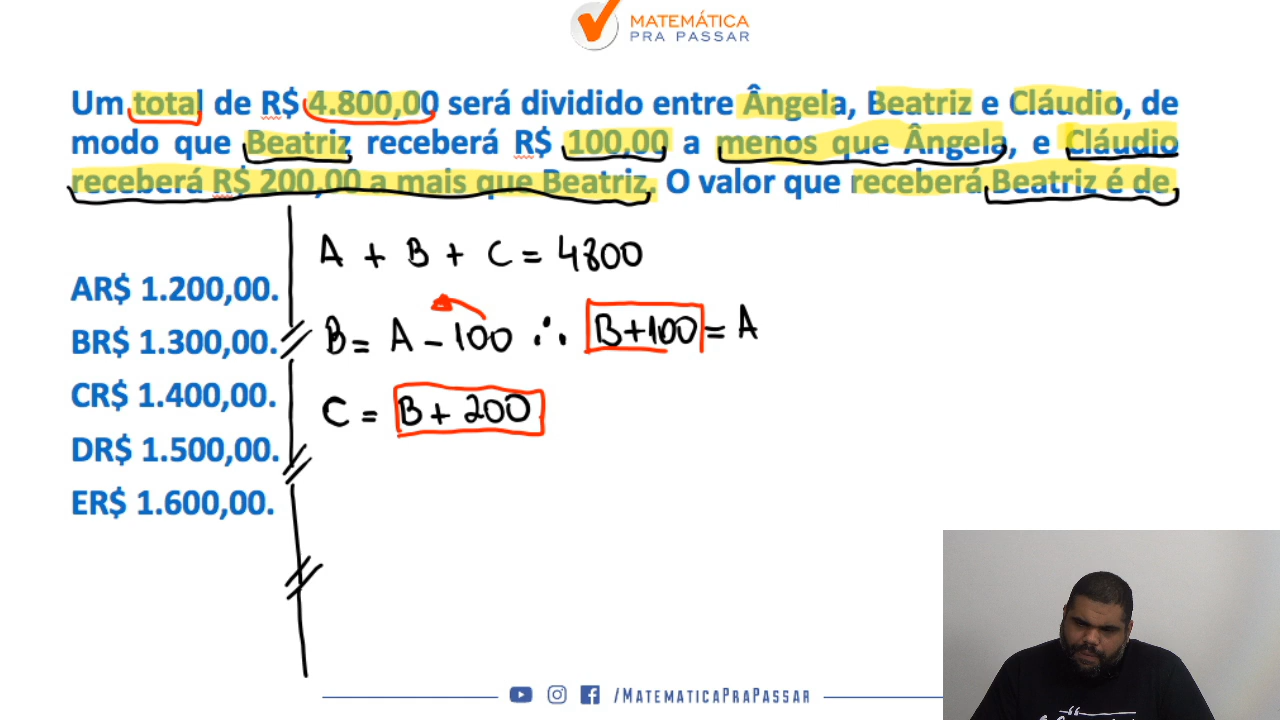 MATEMÁTICA
PRA PASSAR
Um total de R$ 4.800,00 será dividido entre Ângela, Beatriz e Cláudio, de
modo que Beatriz receberá R$ 100,00 a menos que Ângela, e Cláudio
receberá R$ 200,00 a mais que Beatriz. O valor que receberá Beatriz é de
A + B + C = 4800
AR$ 1.200,00.
B = A - 100 ∴ B+100 = A
BR$ 1.300,00.
CR$ 1.400,00.
C = B + 200
DR$ 1.500,00.
ER$ 1.600,00.
/MATEMATICAPRAPASSAR